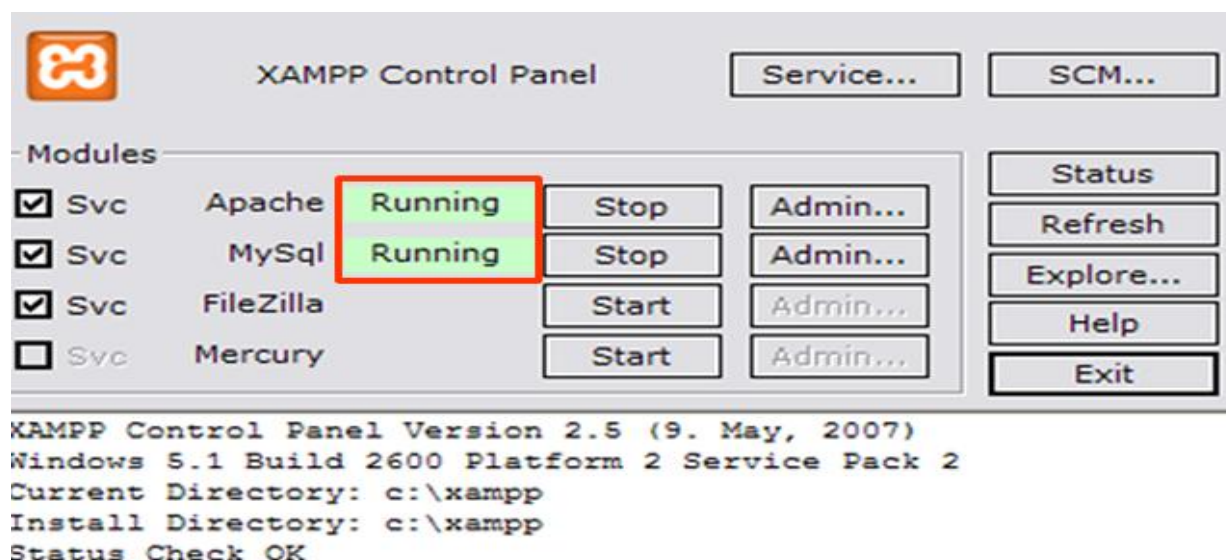 XAMPP Control Panel Service... SCM...
Modules
Svc Apache Running Stop Admin...
Svc MySql Running Stop Admin...
Svc FileZilla Start Admin...
Svc Mercury Start Admin...
Status
Refresh
Explore...
Help
Exit
XAMPP Control Panel Version 2.5 (9. May, 2007)
Windows 5.1 Build 2600 Platform 2 Service Pack 2
Current Directory: c:\xampp
Install Directory: c:\xampp
Status Check OK